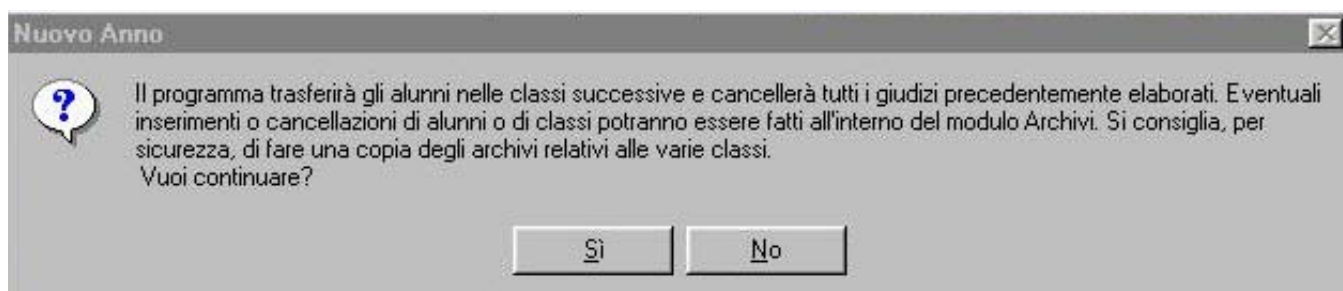 Nuovo Anno
Il programma trasferirà gli alunni nelle classi successive e cancellerà tutti i giudizi precedentemente elaborati. Eventuali
inserimenti o cancellazioni di alunni o di classi potranno essere fatti all'interno del modulo Archivi. Si consiglia, per
sicurezza, di fare una copia degli archivi relativi alle varie classi.
Vuoi continuare?
Sì No